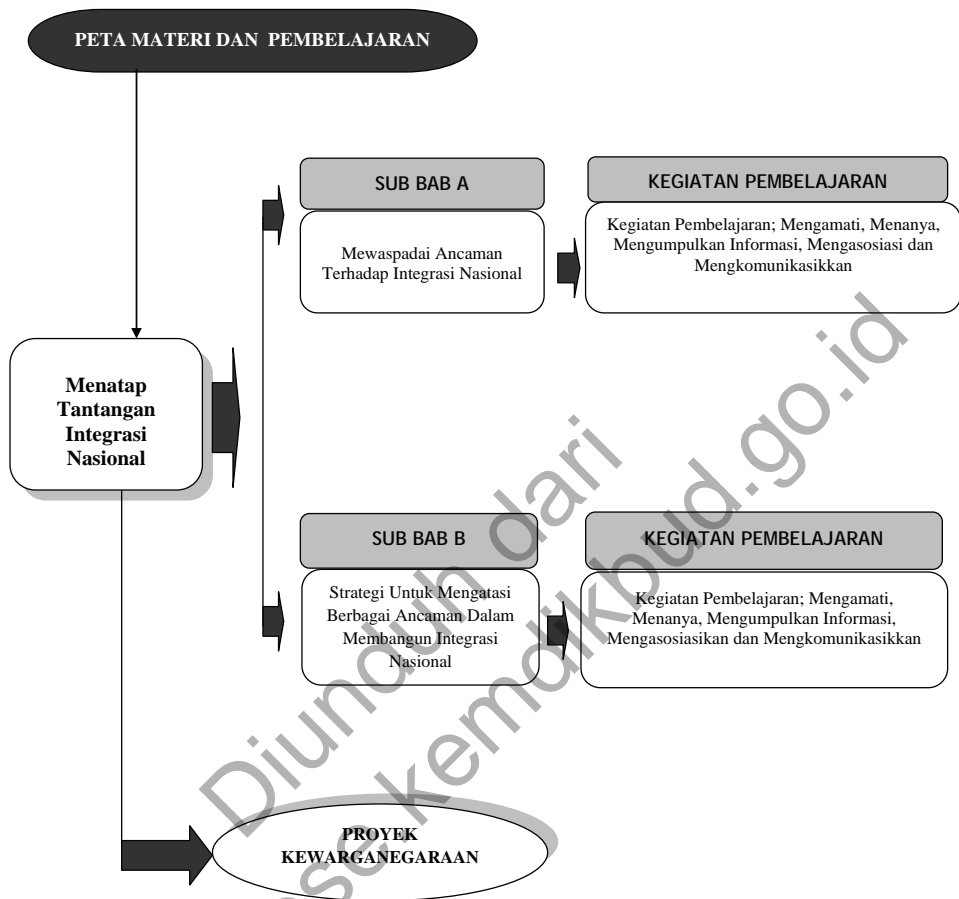 PETA MATERI DAN PEMBELAJARAN
SUB BAB A
Mewaspadai Ancaman
Terhadap Integrasi Nasional
KEGIATAN PEMBELAJARAN
Kegiatan Pembelajaran; Mengamati, Menanya,
Mengumpulkan Informasi, Mengasosiasi dan
Mengkomunikasikkan
Menatap
Tantangan
Integrasi
Nasional
SUB BAB B
Strategi Untuk Mengatasi
Berbagai Ancaman Dalam
Membangun Integrasi
Nasional
KEGIATAN PEMBELAJARAN
Kegiatan Pembelajaran; Mengamati,
Menanya, Mengumpulkan Informasi,
Mengasosiasikan dan Mengkomunikasikkan
PROYEK
KEWARGANEGARAAN
Diunduh dari
kemdikbud.go.id